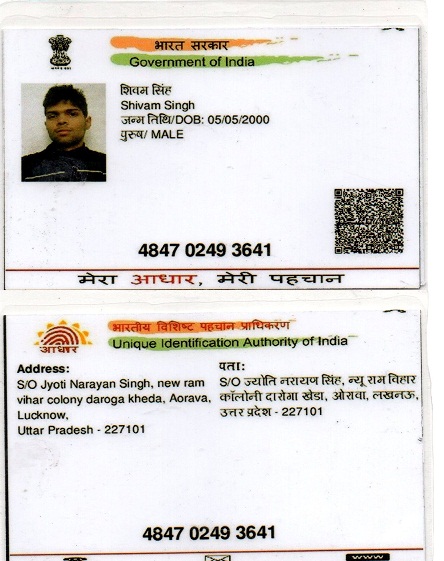 भारत सरकार
Government of India
शिवम सिंह
Shivam Singh
जन्म तिथि/DOB: 05/05/2000
पुरुष/ MALE
4847 0249 3641
मेरा आधार, मेरी पहचान
भारतीय विशिष्ट पहचान प्राधिकरण
Unique Identification Authority of India
आधार
Address:
S/O Jyoti Narayan Singh, new ram
vihar colony daroga kheda, Aorava,
Lucknow,
Uttar Pradesh - 227101
पता:
S/O ज्योति नरायण सिंह, न्यू राम विहार
कॉलोनी दारोगा खेडा, ओरावा, लखनऊ,
उत्तर प्रदेश - 227101
4847 0249 3641